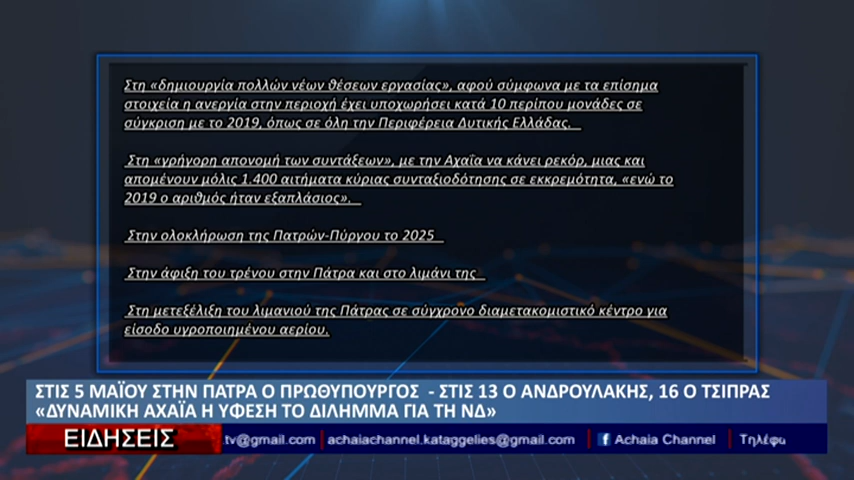 Στη «δημιουργία πολλών νέων θέσεων εργασίας», αφού σύμφωνα με τα επίσημα
στοιχεία η ανεργία στην περιοχή έχει υποχωρήσει κατά 10 περίπου μονάδες σε
σύγκριση με το 2019, όπως σε όλη την Περιφέρεια Δυτικής Ελλάδας.
Στη «γρήγορη απονομή των συντάξεων», με την Αχαΐα να κάνει ρεκόρ, μιας και
απομένουν μόλις 1.400 αιτήματα κύριας συνταξιοδότησης σε εκκρεμότητα, «ενώ το
2019 ο αριθμός ήταν εξαπλάσιος».
Στην ολοκλήρωση της Πατρών-Πύργου το 2025
Στην άφιξη του τρένου στην Πάτρα και στο λιμάνι της
Στη μετεξέλιξη του λιμανιού της Πάτρας σε σύγχρονο διαμετακομιστικό κέντρο για
είσοδο υγροποιημένου αερίου.
ΣΤΙΣ 5 ΜΑΪΟΥ ΣΤΗΝ ΠΑΤΡΑ Ο ΠΡΩΘΥΠΟΥΡΓΟΣ - ΣΤΙΣ 13 Ο ΑΝΔΡΟΥΛΑΚΗΣ, 16 Ο ΤΣΙΠΡΑΣ
«ΔΥΝΑΜΙΚΗ ΑΧΑΪΑ Η ΥΦΕΣΗ ΤΟ ΔΙΛΗΜΜΑ ΓΙΑ ΤΗ ΝΔ»
ΕΙΔΗΣΕΙΣ .tv@gmail.com achaiachannel.kataggelies@gmail.com f Achaia Channel Τηλέφω